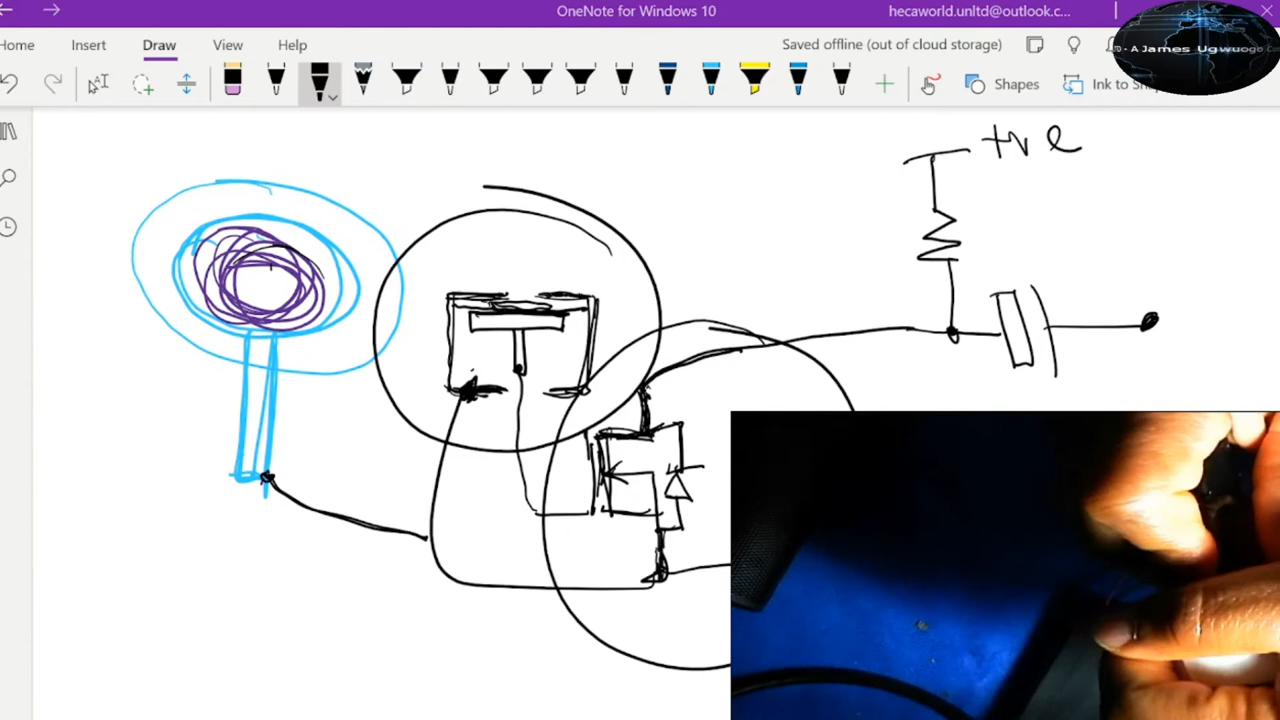 OneNote for Windows 10
hecaworld.unltd@outlook.c...
Home Insert Draw View Help
Saved offline (out of cloud storage)
Shapes
Ink to Sh
- A James Ugwuogo
+ve